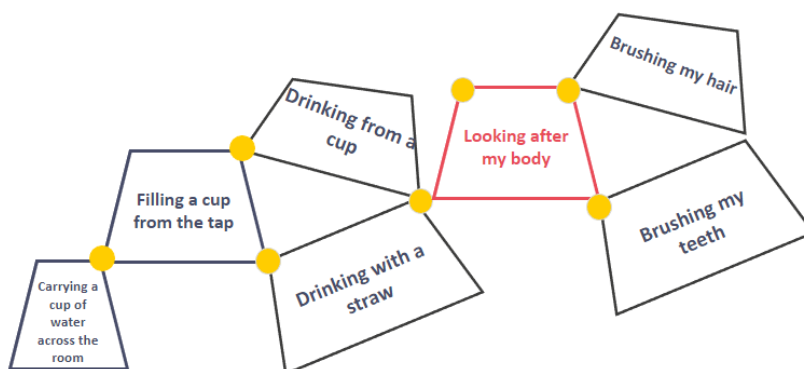 Carrying a
cup of
water
across the
room
Filling a cup
from the tap
Drinking from a
cup
Drinking with a
straw
Looking after
my body
Brushing my hair
Brushing my
teeth